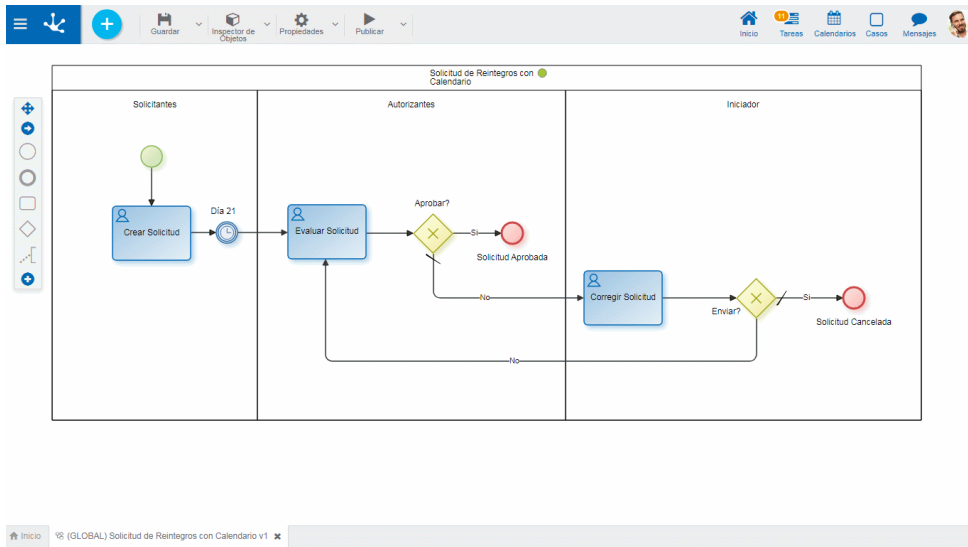 Guardar
Inspector de
Objetos
Propiedades
Publicar
Inicio
11
Tareas
Calendarios
Casos
Mensajes
Solicitud de Reintegros con
Calendario
Solicitantes
Autorizantes
Iniciador
Crear Solicitud
Día 21
Evaluar Solicitud
Aprobar?
Si
Solicitud Aprobada
No
Corregir Solicitud
Enviar?
Si
Solicitud Cancelada
No
Inicio
(GLOBAL) Solicitud de Reintegros con Calendario v1